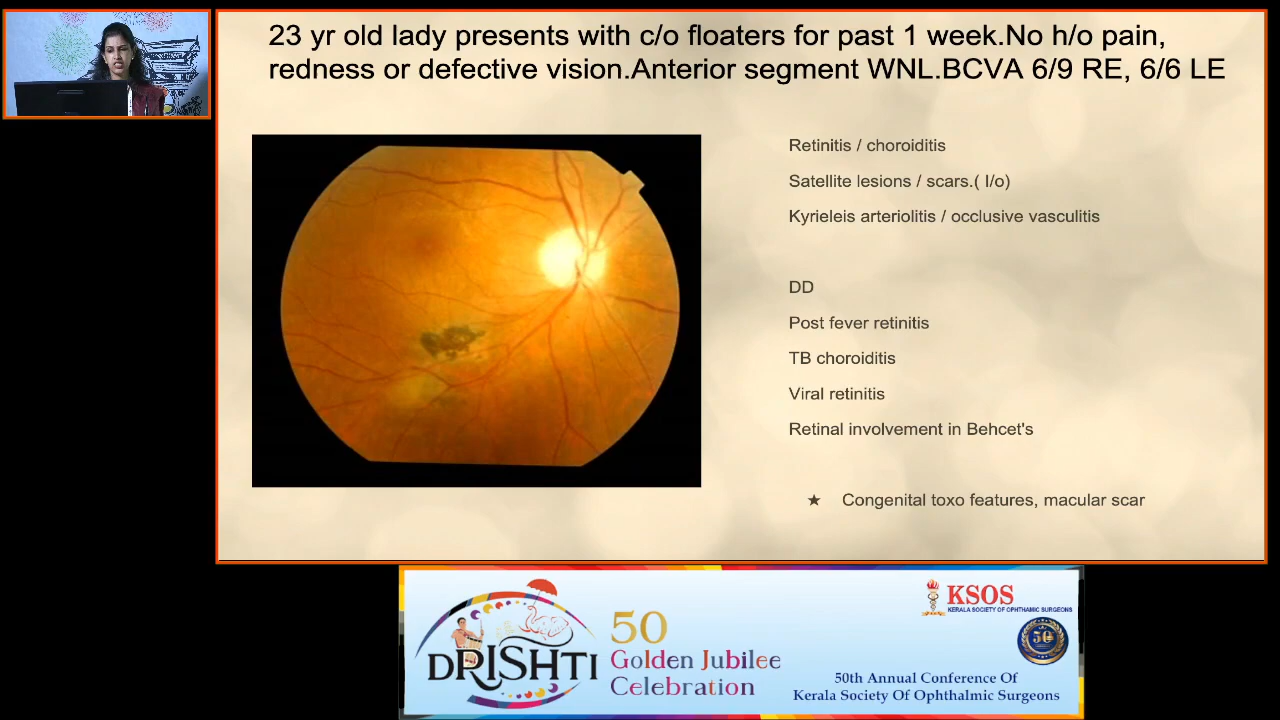 23 yr old lady presents with c/o floaters for past 1 week.No h/o pain,
redness or defective vision.Anterior segment WNL.BCVA 6/9 RE, 6/6 LE
Retinitis / choroiditis
Satellite lesions / scars.( I/o)
Kyrieleis arteriolitis / occlusive vasculitis
DD
Post fever retinitis
TB choroiditis
Viral retinitis
Retinal involvement in Behcet's
★ Congenital toxo features, macular scar
DRISHTI
50
Golden Jubilee
Celebration
KSOS
KERALA SOCIETY OF OPHTHAMIC SURGEONS
50
50th Annual Conference Of
Kerala Society Of Ophthalmic Surgeons